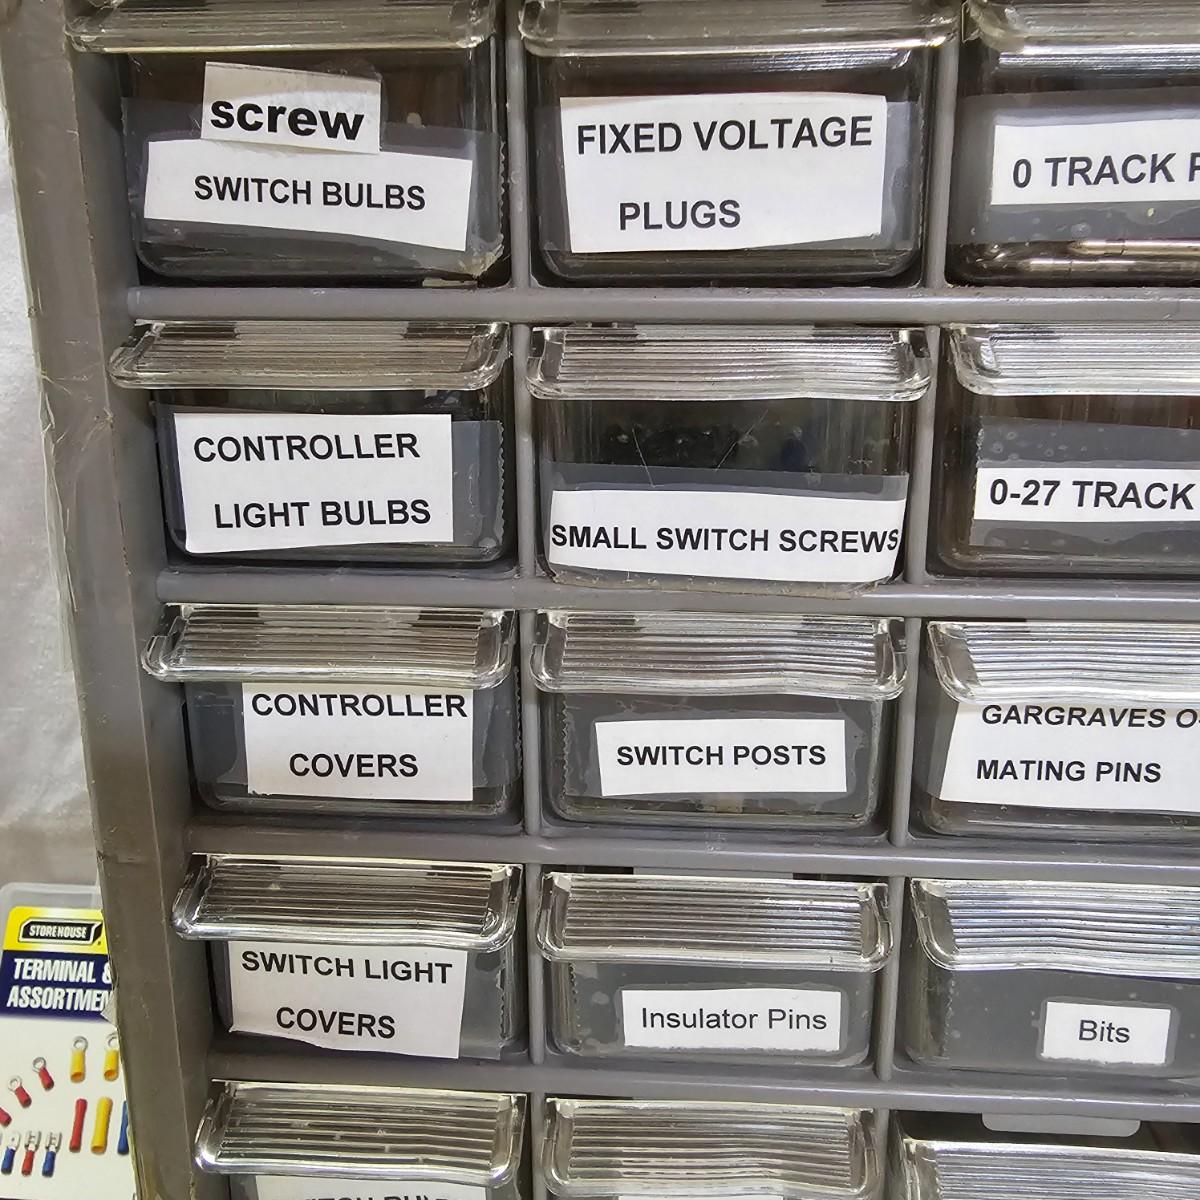 screw
SWITCH BULBS
FIXED VOLTAGE
PLUGS
0 TRACK
CONTROLLER
LIGHT BULBS
SMALL SWITCH SCREWS
0-27 TRACK
CONTROLLER
COVERS
SWITCH POSTS
GARGRAVES
MATING PINS
SWITCH LIGHT
COVERS
Insulator Pins
Bits
STOREHOUSE
TERMINAL &